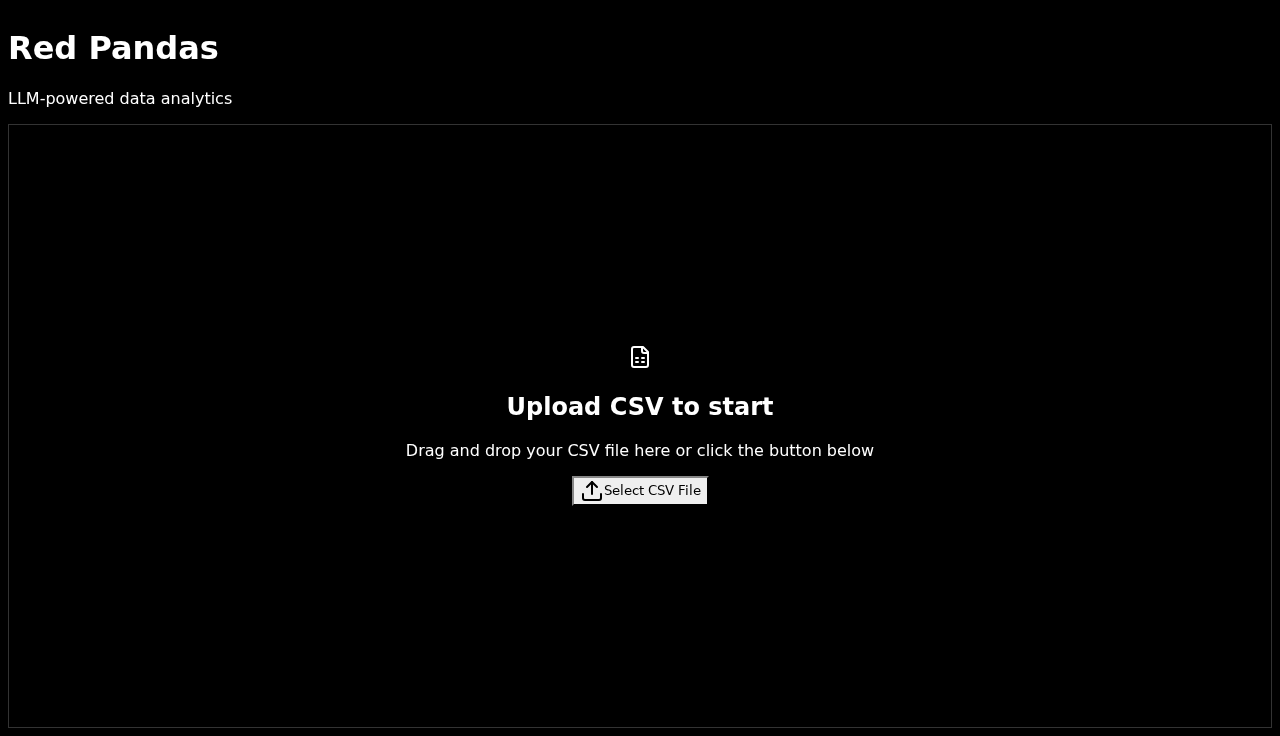 Red Pandas
LLM-powered data analytics
Upload CSV to start
Drag and drop your CSV file here or click the button below
Select CSV File